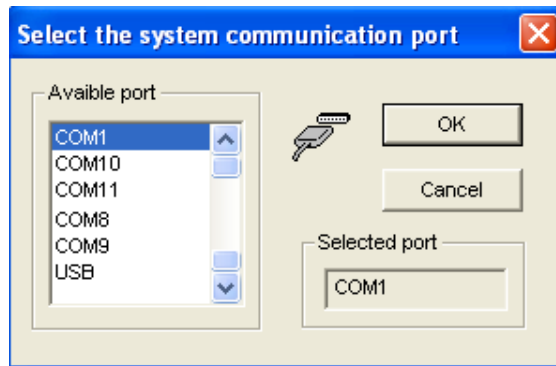 Select the system communication port
Avaible port
COM1
COM10
COM11
COM8
COM9
USB
OK
Cancel
Selected port
COM1